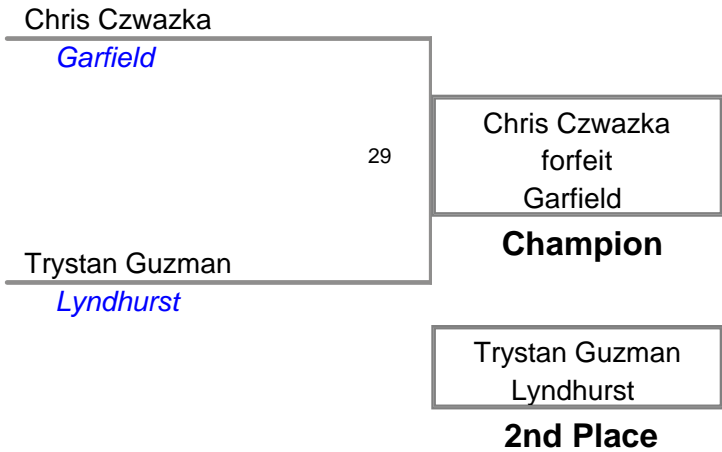 Chris Czwazka
Garfield
29
Chris Czwazka
forfeit
Garfield
Champion
Trystan Guzman
Lyndhurst
Trystan Guzman
Lyndhurst
2nd Place